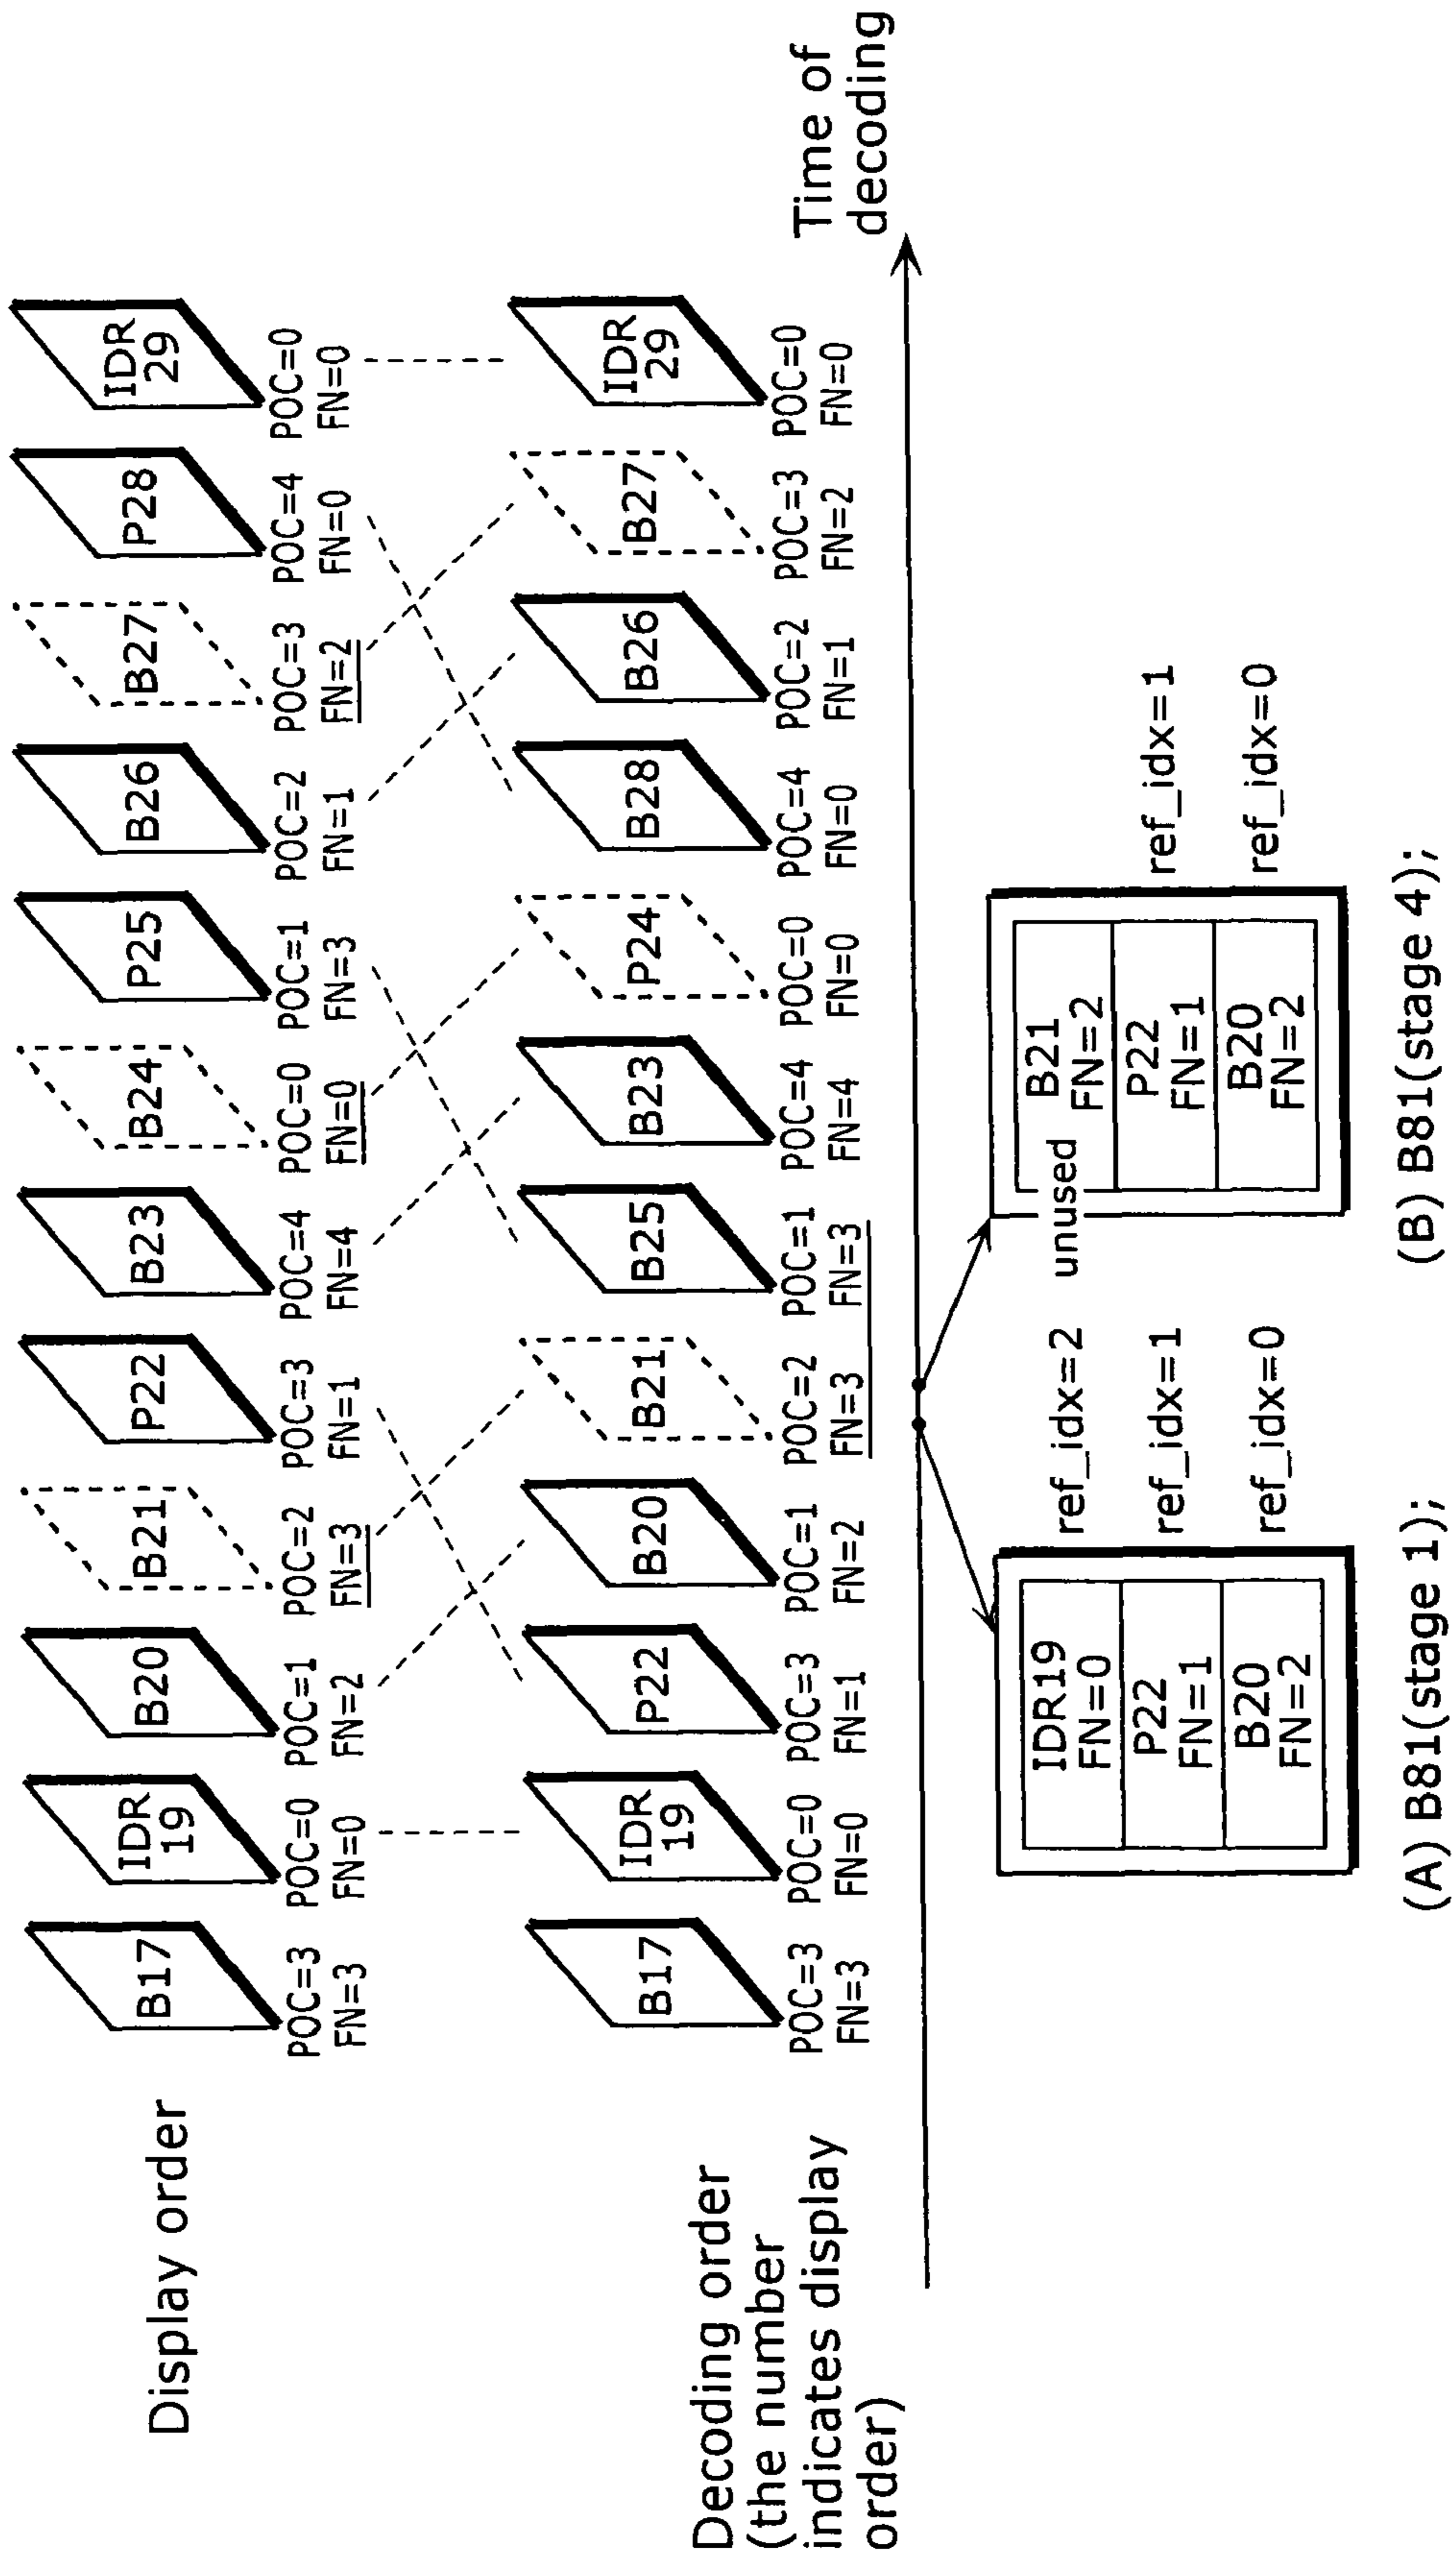 Display order
B17
POC=3
FN=3
IDR
19
POC=0
FN=0
B20
POC=1
FN=2
B21
POC=2
FN=3
P22
POC=3
FN=1
B23
POC=4
FN=4
B24
POC=0
FN=0
P25
POC=1
FN=3
B26
POC=2
FN=1
B27
POC=3
FN=2
P28
POC=4
FN=0
IDR
29
POC=0
FN=0
Decoding order
(the number
indicates display
order)
B17
POC=3
FN=3
IDR
19
POC=0
FN=0
P22
POC=3
FN=1
B20
POC=1
FN=2
B21
POC=2
FN=3
B25
POC=1
FN=3
B23
POC=4
FN=4
P24
POC=0
FN=0
B28
POC=4
FN=0
B26
POC=2
FN=1
B27
POC=3
FN=2
IDR
29
POC=0
FN=0
Time of
decoding
IDR19
FN=0
ref_idx=2
P22
FN=1
ref_idx=1
B20
FN=2
ref_idx=0
(A) B81(stage 1);
unused
B21
FN=2
P22
FN=1
ref_idx=1
B20
FN=2
ref_idx=0
(B) B81(stage 4);